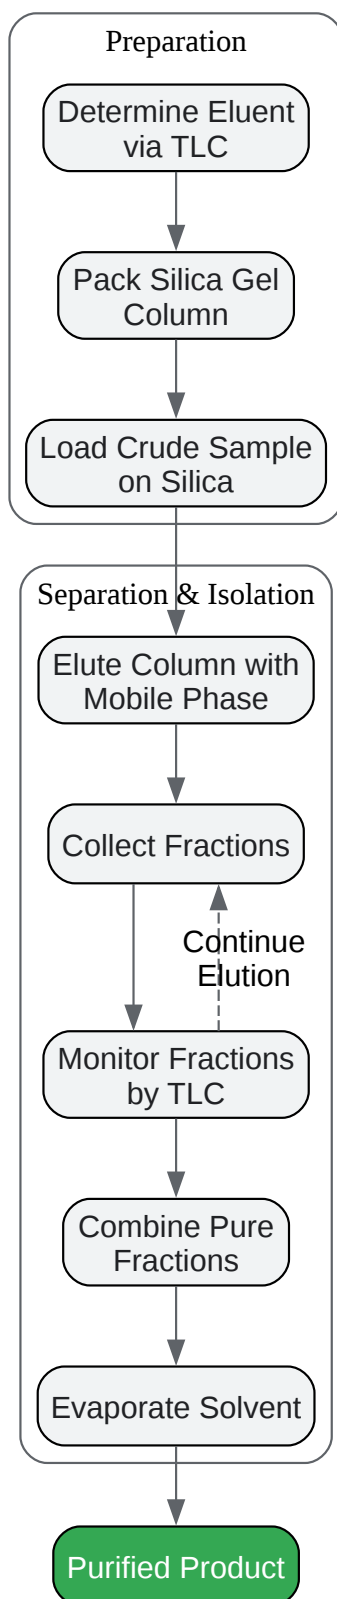 Preparation
Determine Eluent
via TLC
Pack Silica Gel
Column
Load Crude Sample
on Silica
Separation & Isolation
Elute Column with
Mobile Phase
Collect Fractions
Continue
Elution
Monitor Fractions
by TLC
Combine Pure
Fractions
Evaporate Solvent
Purified Product